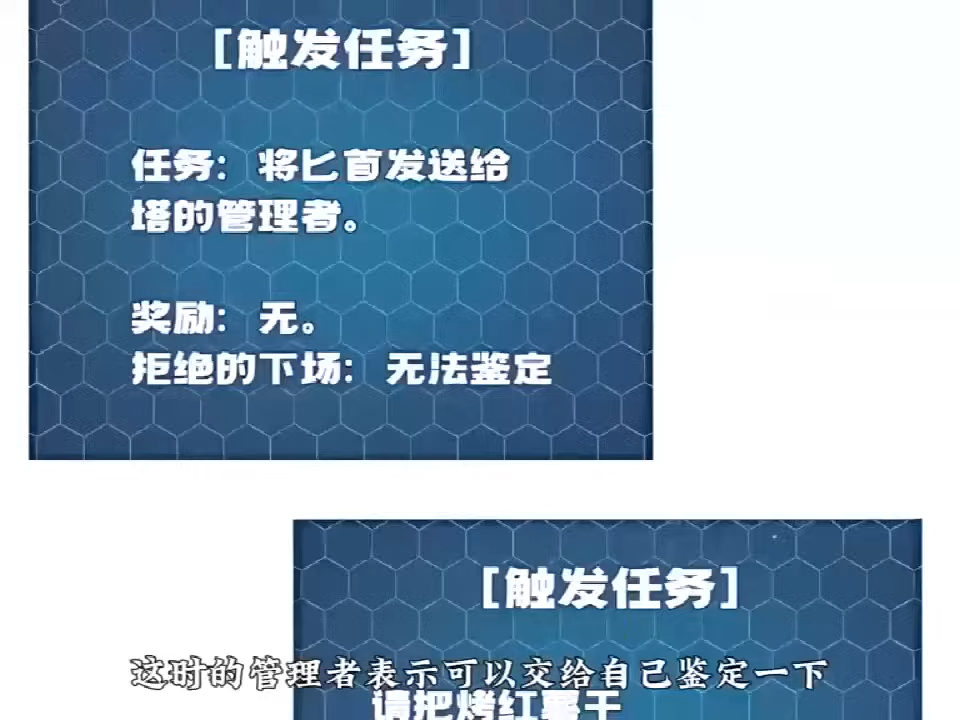 [触发任务]
任务：将匕首发送给
塔的管理者。
奖励：无。
拒绝的下场：无法鉴定
[触发任务]
这时的管理者表示可以交给自己鉴定一下
请把烤红薯干